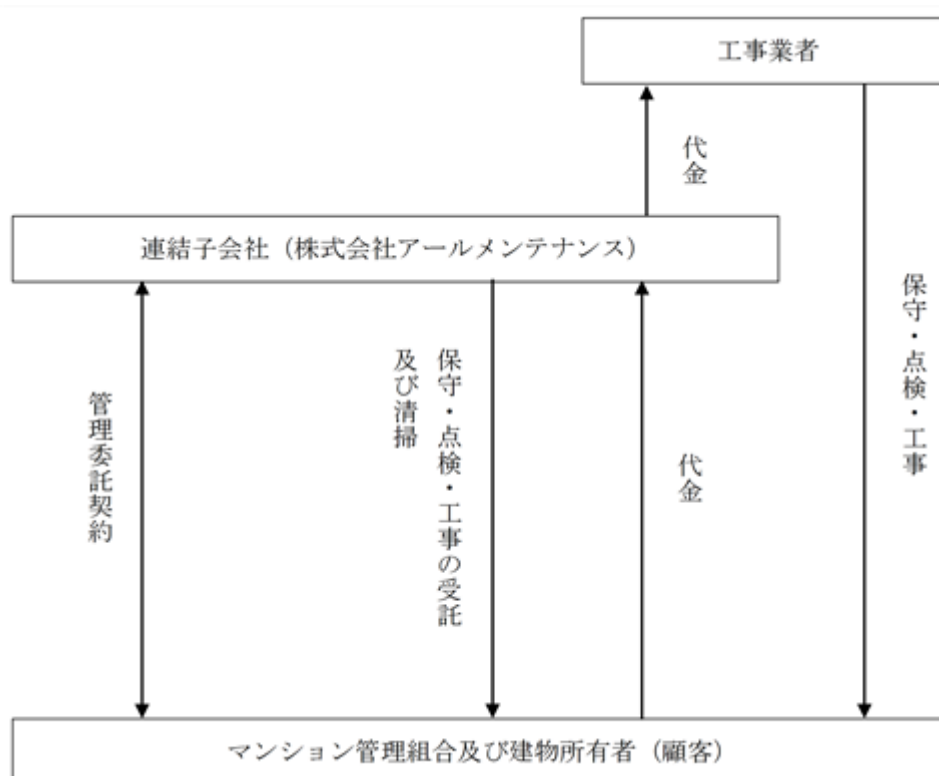 工事業者
代金
連結子会社（株式会社アールメンテナンス）
保守・点検・工事
保守・点検・工事の受託
及び清掃
管理委託契約
代金
マンション管理組合及び建物所有者（顧客）